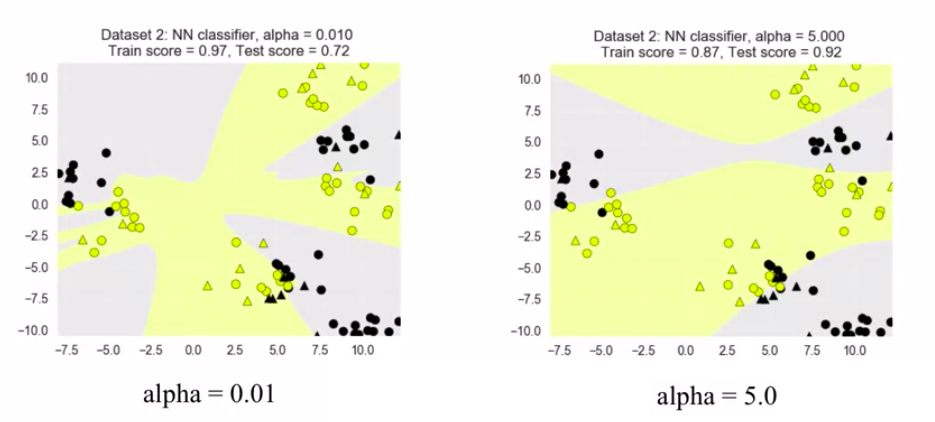 Dataset 2: NN classifier, alpha = 0.010
Train score = 0.97, Test score = 0.72
10.0
7.5
5.0
2.5
0.0
−2.5
−5.0
−7.5
−10.0
−7.5 −5.0 −2.5 0.0 2.5 5.0 7.5 10.0
alpha = 0.01
Dataset 2: NN classifier, alpha = 5.000
Train score = 0.87, Test score = 0.92
10.0
7.5
5.0
2.5
0.0
−2.5
−5.0
−7.5
−10.0
−7.5 −5.0 −2.5 0.0 2.5 5.0 7.5 10.0
alpha = 5.0